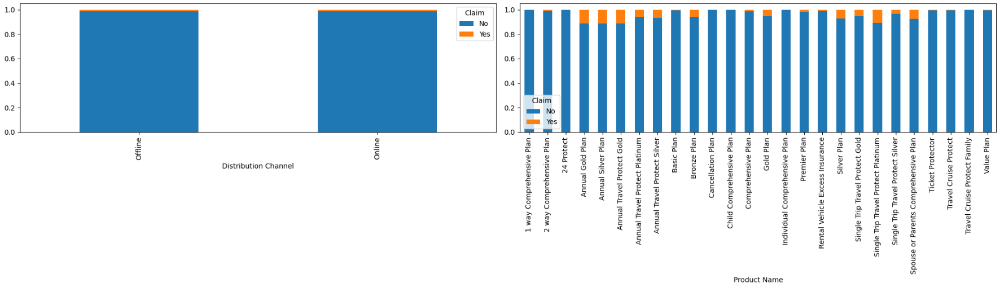 1.0
0.8
0.6
0.4
0.2
0.0
Claim
No
Yes
Offline
Online
Distribution Channel
1.0
0.8
0.6
0.4
0.2
0.0
Claim
No
Yes
1 way Comprehensive Plan
2 way Comprehensive Plan
24 Protect
Annual Gold Plan
Annual Silver Plan
Annual Travel Protect Gold
Annual Travel Protect Platinum
Annual Travel Protect Silver
Basic Plan
Bronze Plan
Cancellation Plan
Child Comprehensive Plan
Comprehensive Plan
Gold Plan
Individual Comprehensive Plan
Premier Plan
Rental Vehicle Excess Insurance
Silver Plan
Single Trip Travel Protect Gold
Single Trip Travel Protect Platinum
Single Trip Travel Protect Silver
Spouse or Parents Comprehensive Plan
Ticket Protector
Travel Cruise Protect
Travel Cruise Protect Family
Value Plan
Product Name